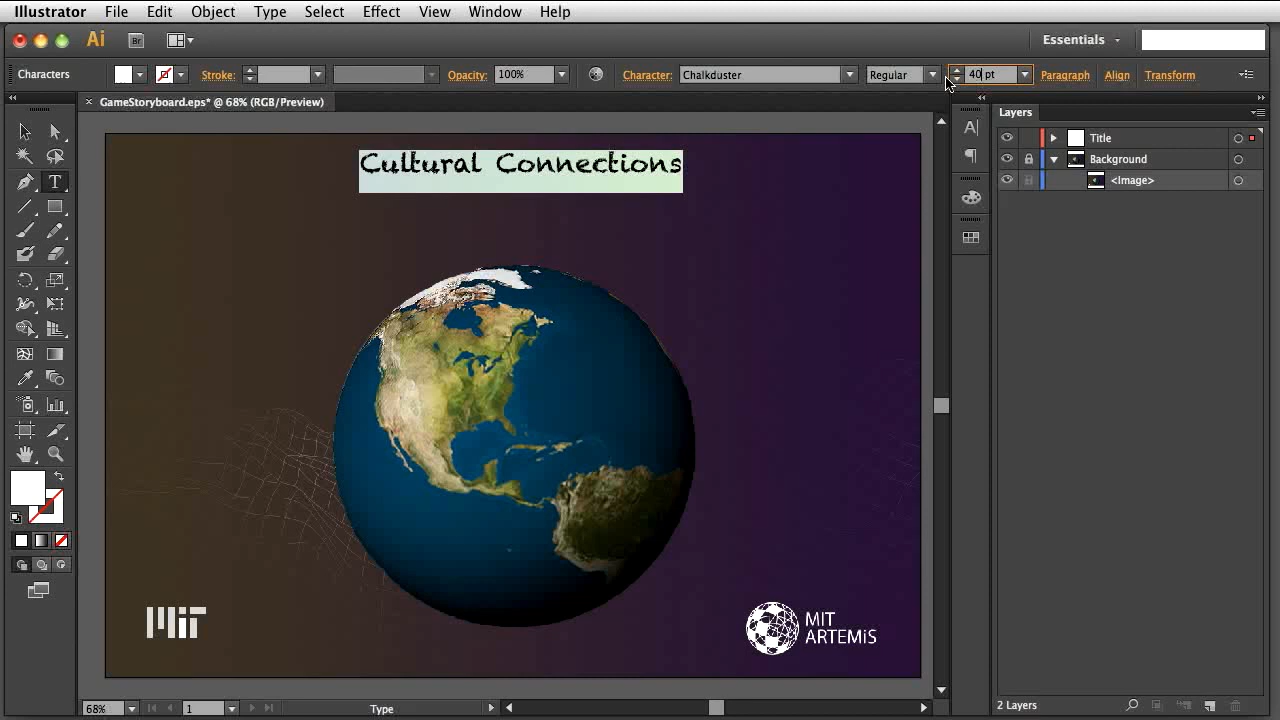 Illustrator File Edit Object Type Select Effect View Window Help
Ai Br Essentials
Characters Stroke: Opacity: 100% Character: Chalkduster Regular 40 pt Paragraph Align Transform
× GameStoryboard.eps* @ 68% (RGB/Preview)
Layers
Title
Background
<Image>
Cultural Connections
MIT
MIT
ARTEMiS
68% 1 Type
2 Layers